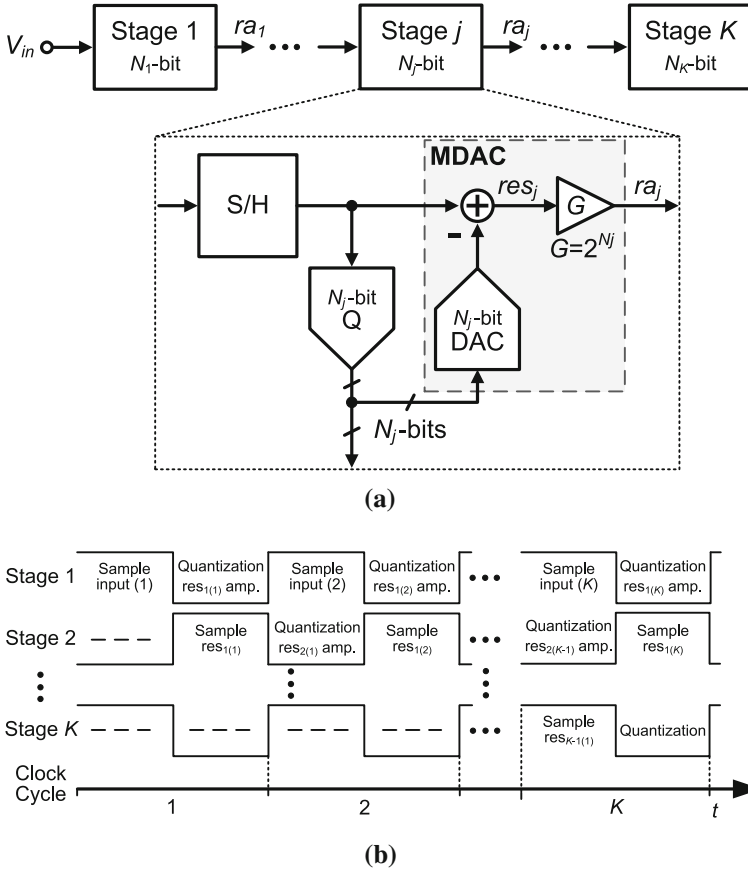 Stage 1
N1-bit
Stage j
Nj-bit
Stage K
NK-bit
Vin
ra1
raj
MDAC
S/H
resj
G
raj
G=2^Nj
Nj-bit
Q
Nj-bit
DAC
Nj-bits
(a)
Stage 1
Sample
input (1)
Quantization
res1(1) amp.
Sample
input (2)
Quantization
res1(2) amp.
Sample
input (K)
Quantization
res1(K) amp.
Stage 2
Sample
res1(1)
Quantization
res2(1) amp.
Sample
res1(2)
Quantization
res2(K-1) amp.
Sample
res1(K)
Stage K
Sample
resK-1(1)
Quantization
Clock
Cycle
1
2
K
t
(b)